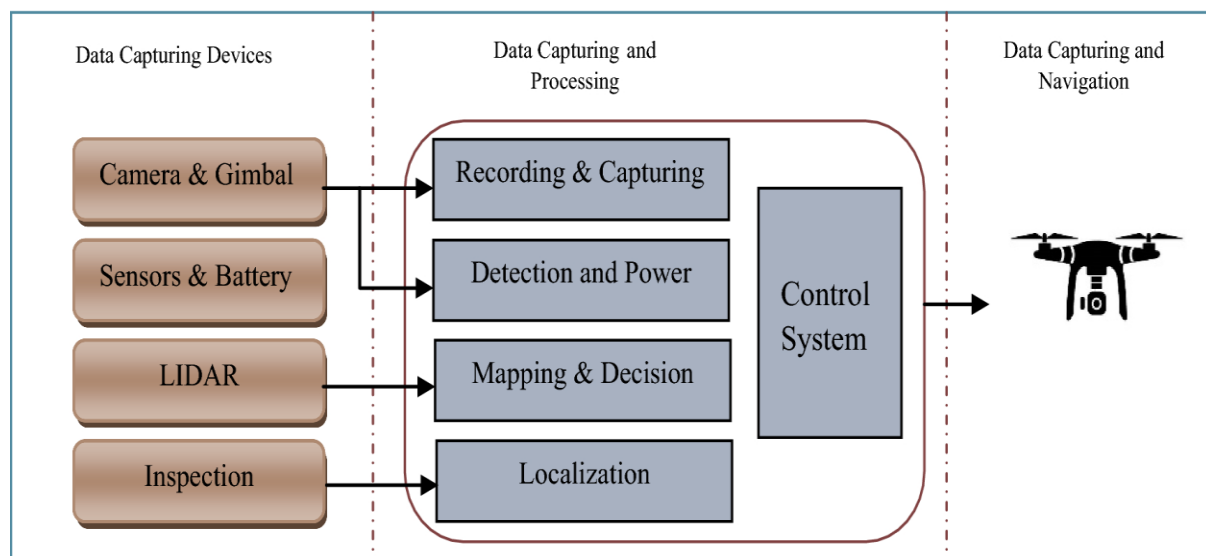 Data Capturing Devices
Data Capturing and
Processing
Data Capturing and
Navigation
Camera & Gimbal
Sensors & Battery
LIDAR
Inspection
Recording & Capturing
Detection and Power
Mapping & Decision
Localization
Control
System